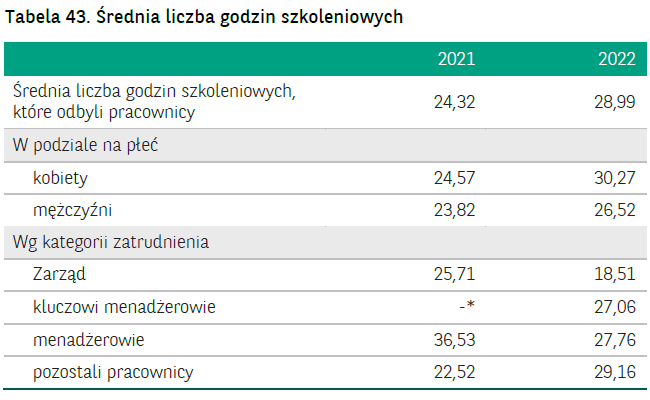 Tabela 43. Średnia liczba godzin szkoleniowych
2021 2022
Średnia liczba godzin szkoleniowych,
które odbyli pracownicy 24,32 28,99
W podziale na płeć
kobiety 24,57 30,27
mężczyźni 23,82 26,52
Wg kategorii zatrudnienia
Zarząd 25,71 18,51
kluczowi menadżerowie -* 27,06
menadżerowie 36,53 27,76
pozostali pracownicy 22,52 29,16